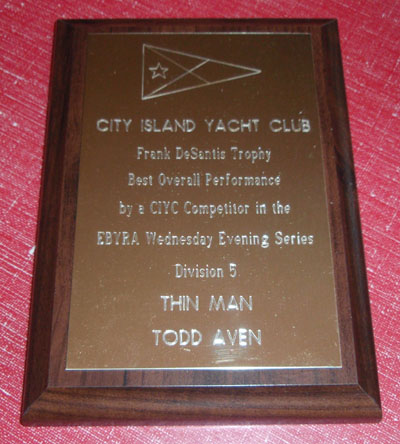 CITY ISLAND YACHT CLUB
Frank DeSantis Trophy
Best Overall Performance
by a CIYC Competitor in the
EBYRA Wednesday Evening Series
Division 5
THIN MAN
TODD AVEN